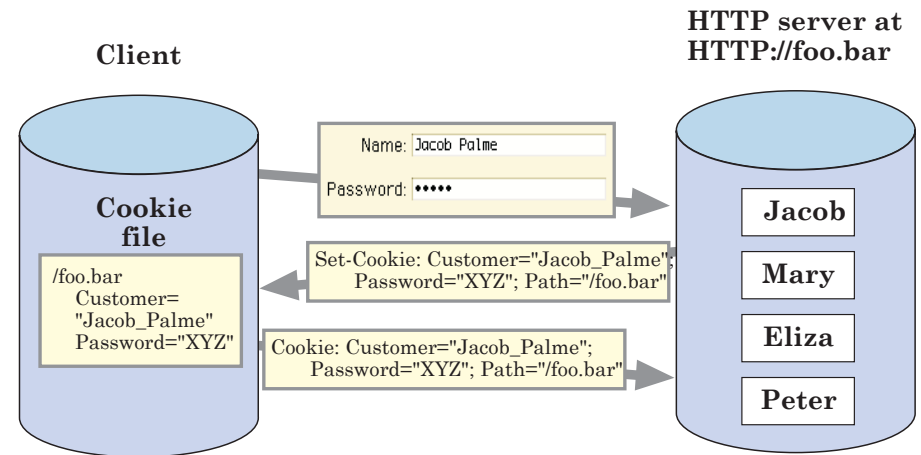 Client
HTTP server at
HTTP://foo.bar
Name: Jacob Palme
Password: •••••
Cookie
file
/foo.bar
Customer=
"Jacob_Palme"
Password="XYZ"
Set-Cookie: Customer="Jacob_Palme";
Password="XYZ"; Path="/foo.bar"
Cookie: Customer="Jacob_Palme";
Password="XYZ"; Path="/foo.bar"
Jacob
Mary
Eliza
Peter